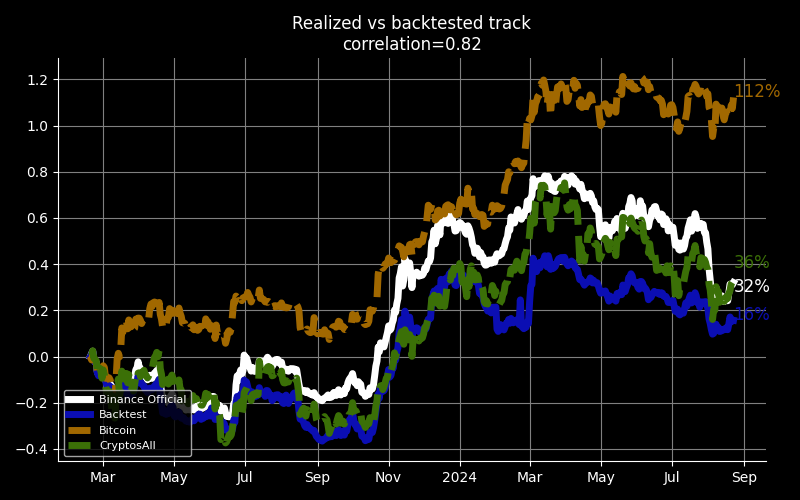 Realized vs backtested track
correlation=0.82
1.2
1.0
0.8
0.6
0.4
0.2
0.0
−0.2
−0.4
112%
36%
32%
16%
Binance Official
Backtest
Bitcoin
CryptosAll
Mar May Jul Sep Nov 2024 Mar May Jul Sep